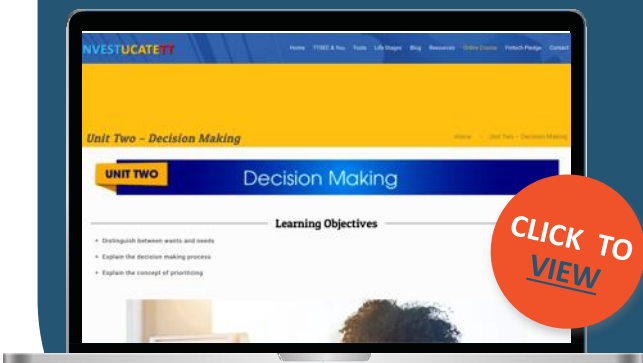 NVESTUCATETT
Home TTSEC & You Tools Life Stages Blog Resources Online Course Fintech Pledge Contact
Unit Two – Decision Making
Home Unit Two – Decision Making
UNIT TWO
Decision Making
Learning Objectives
+ Distinguish between wants and needs
+ Explain the decision making process
+ Explain the concept of prioritizing
CLICK TO
VIEW